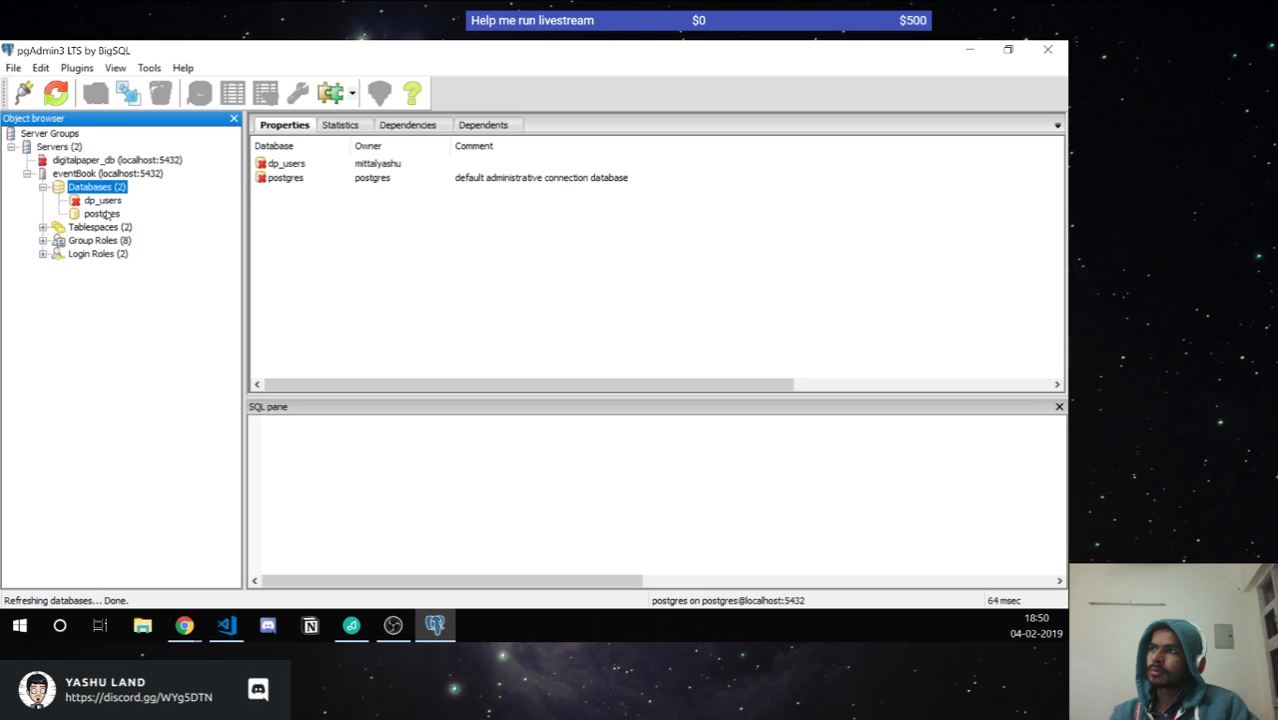 Help me run livestream $0 $500
pgAdmin3 LTS by BigSQL
File Edit Plugins View Tools Help
Object browser
Server Groups
Servers (2)
digitalpaper_db (localhost:5432)
eventBook (localhost:5432)
Databases (2)
dp_users
postgres
Tablespaces (2)
Group Roles (8)
Login Roles (2)
Properties Statistics Dependencies Dependents
Database Owner Comment
dp_users mittalyashu
postgres postgres default administrative connection database
SQL pane
Refreshing databases... Done. postgres on postgres@localhost:5432 64 msec
18:50
04-02-2019
YASHU LAND
https://discord.gg/WYg5DTN